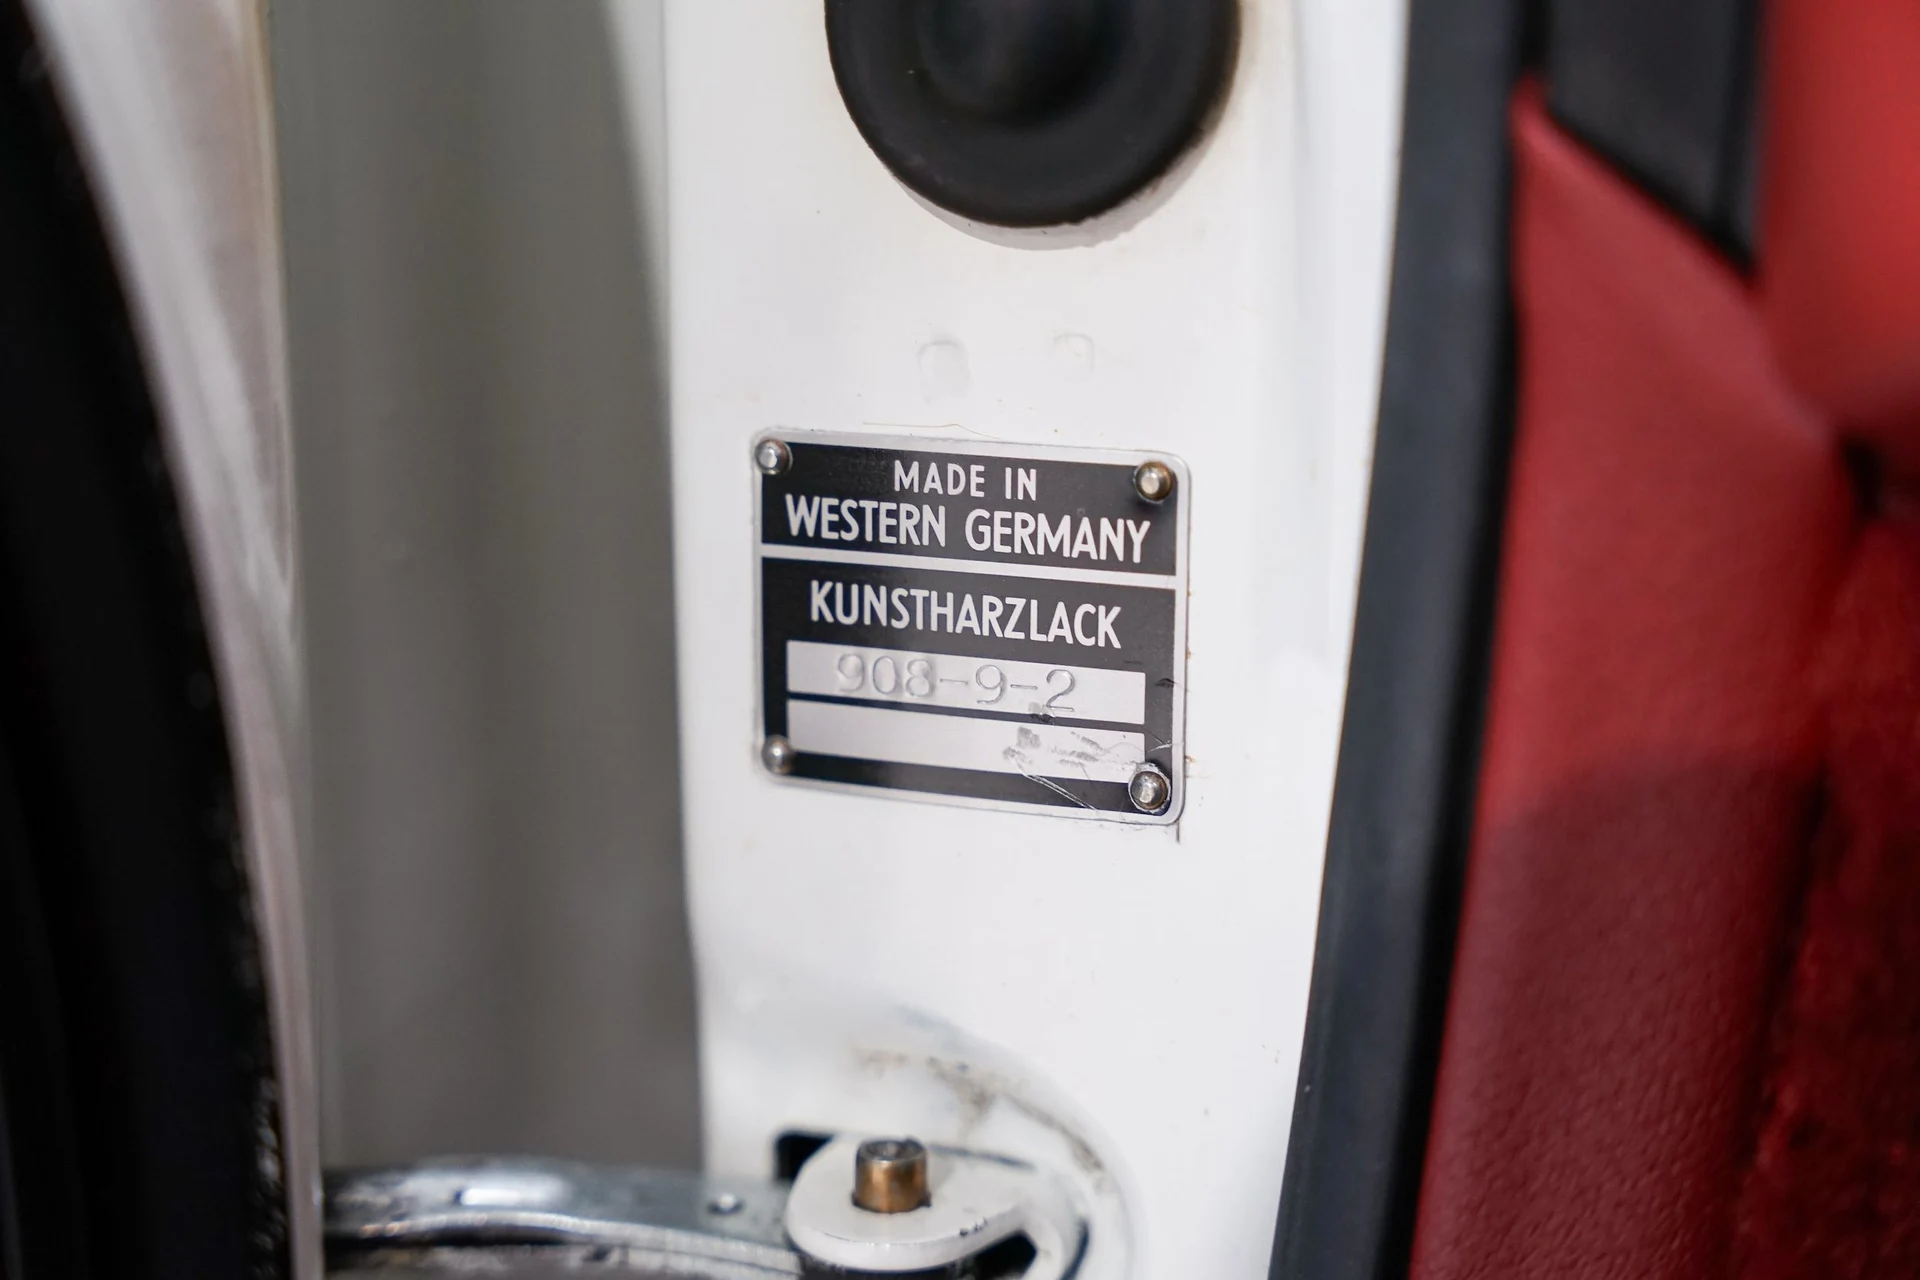 MADE IN
WESTERN GERMANY
KUNSTHARZLACK
908-9-2